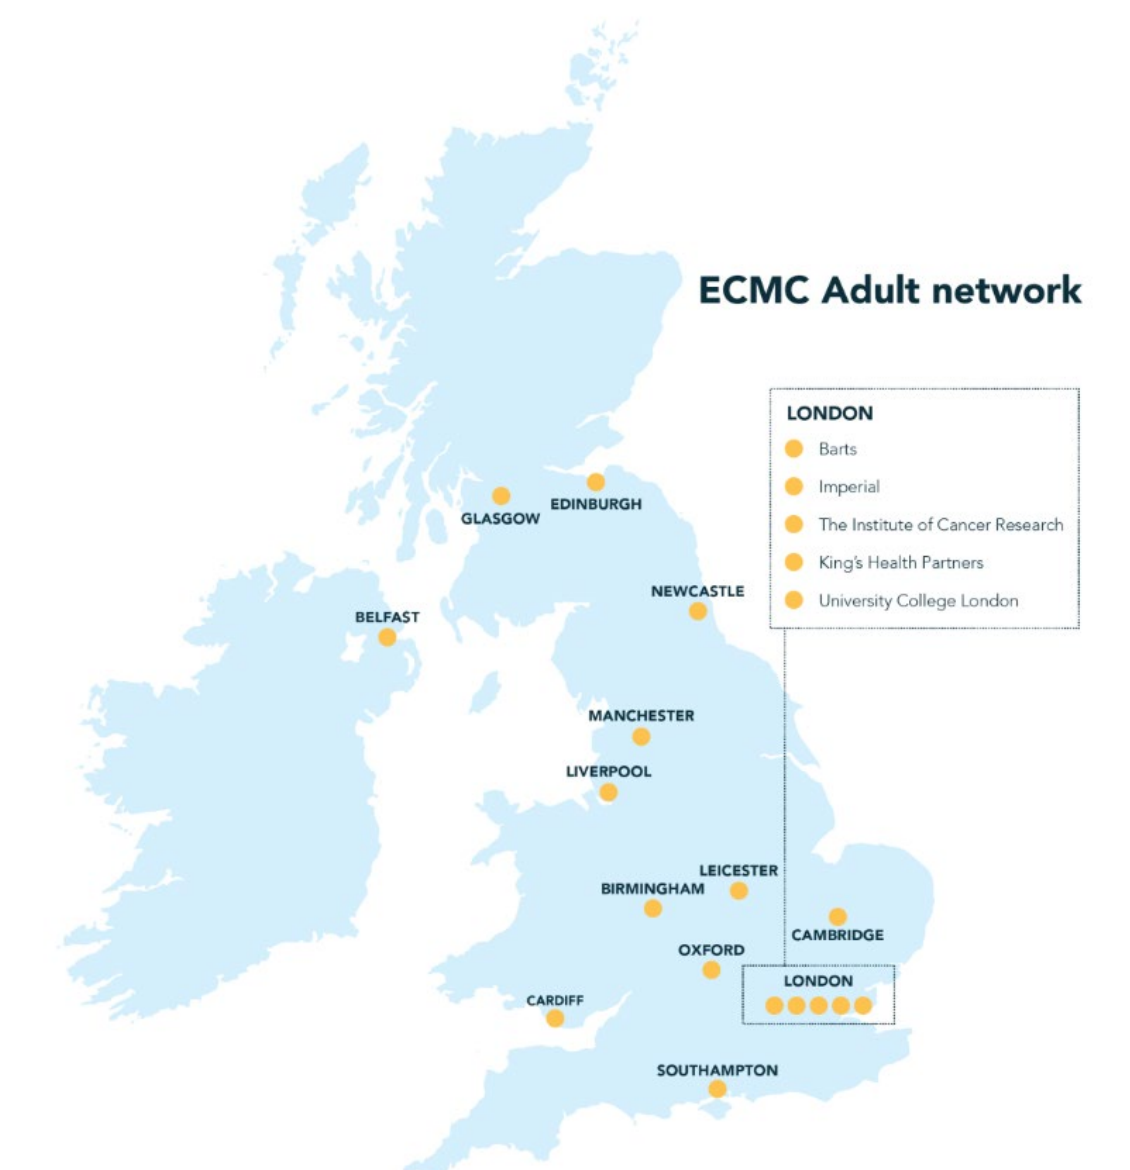 ECMC Adult network
LONDON
Barts
Imperial
The Institute of Cancer Research
King's Health Partners
University College London
EDINBURGH
GLASGOW
NEWCASTLE
BELFAST
MANCHESTER
LIVERPOOL
LEICESTER
BIRMINGHAM
CAMBRIDGE
OXFORD
LONDON
CARDIFF
SOUTHAMPTON